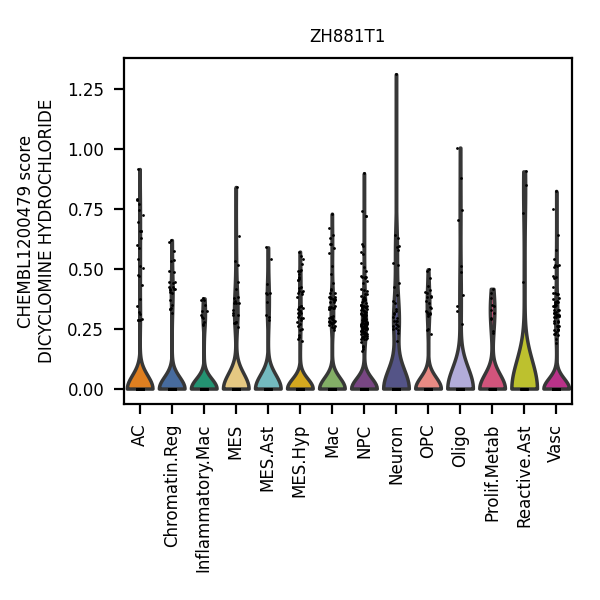 ZH881T1
CHEMBL1200479 score
DICYCLOMINE HYDROCHLORIDE
1.25
1.00
0.75
0.50
0.25
0.00
AC
Chromatin.Reg
Inflammatory.Mac
MES
MES.Ast
MES.Hyp
Mac
NPC
Neuron
OPC
Oligo
Prolif.Metab
Reactive.Ast
Vasc